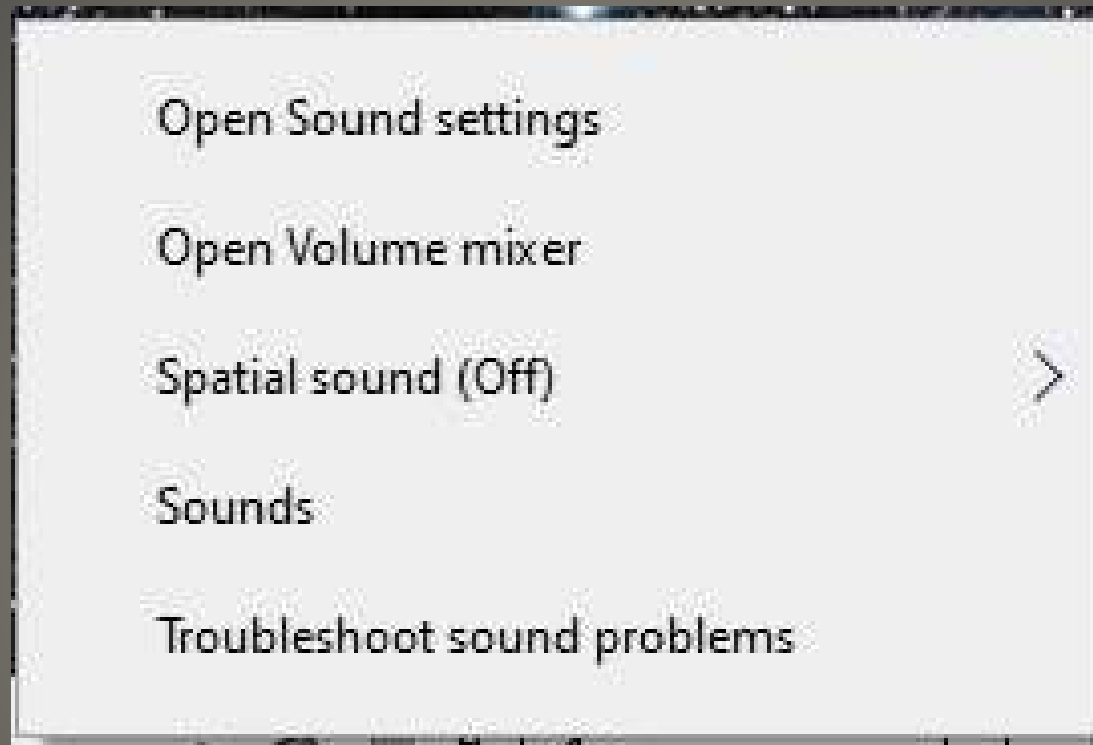 Open Sound settings
Open Volume mixer
Spatial sound (Off)
Sounds
Troubleshoot sound problems